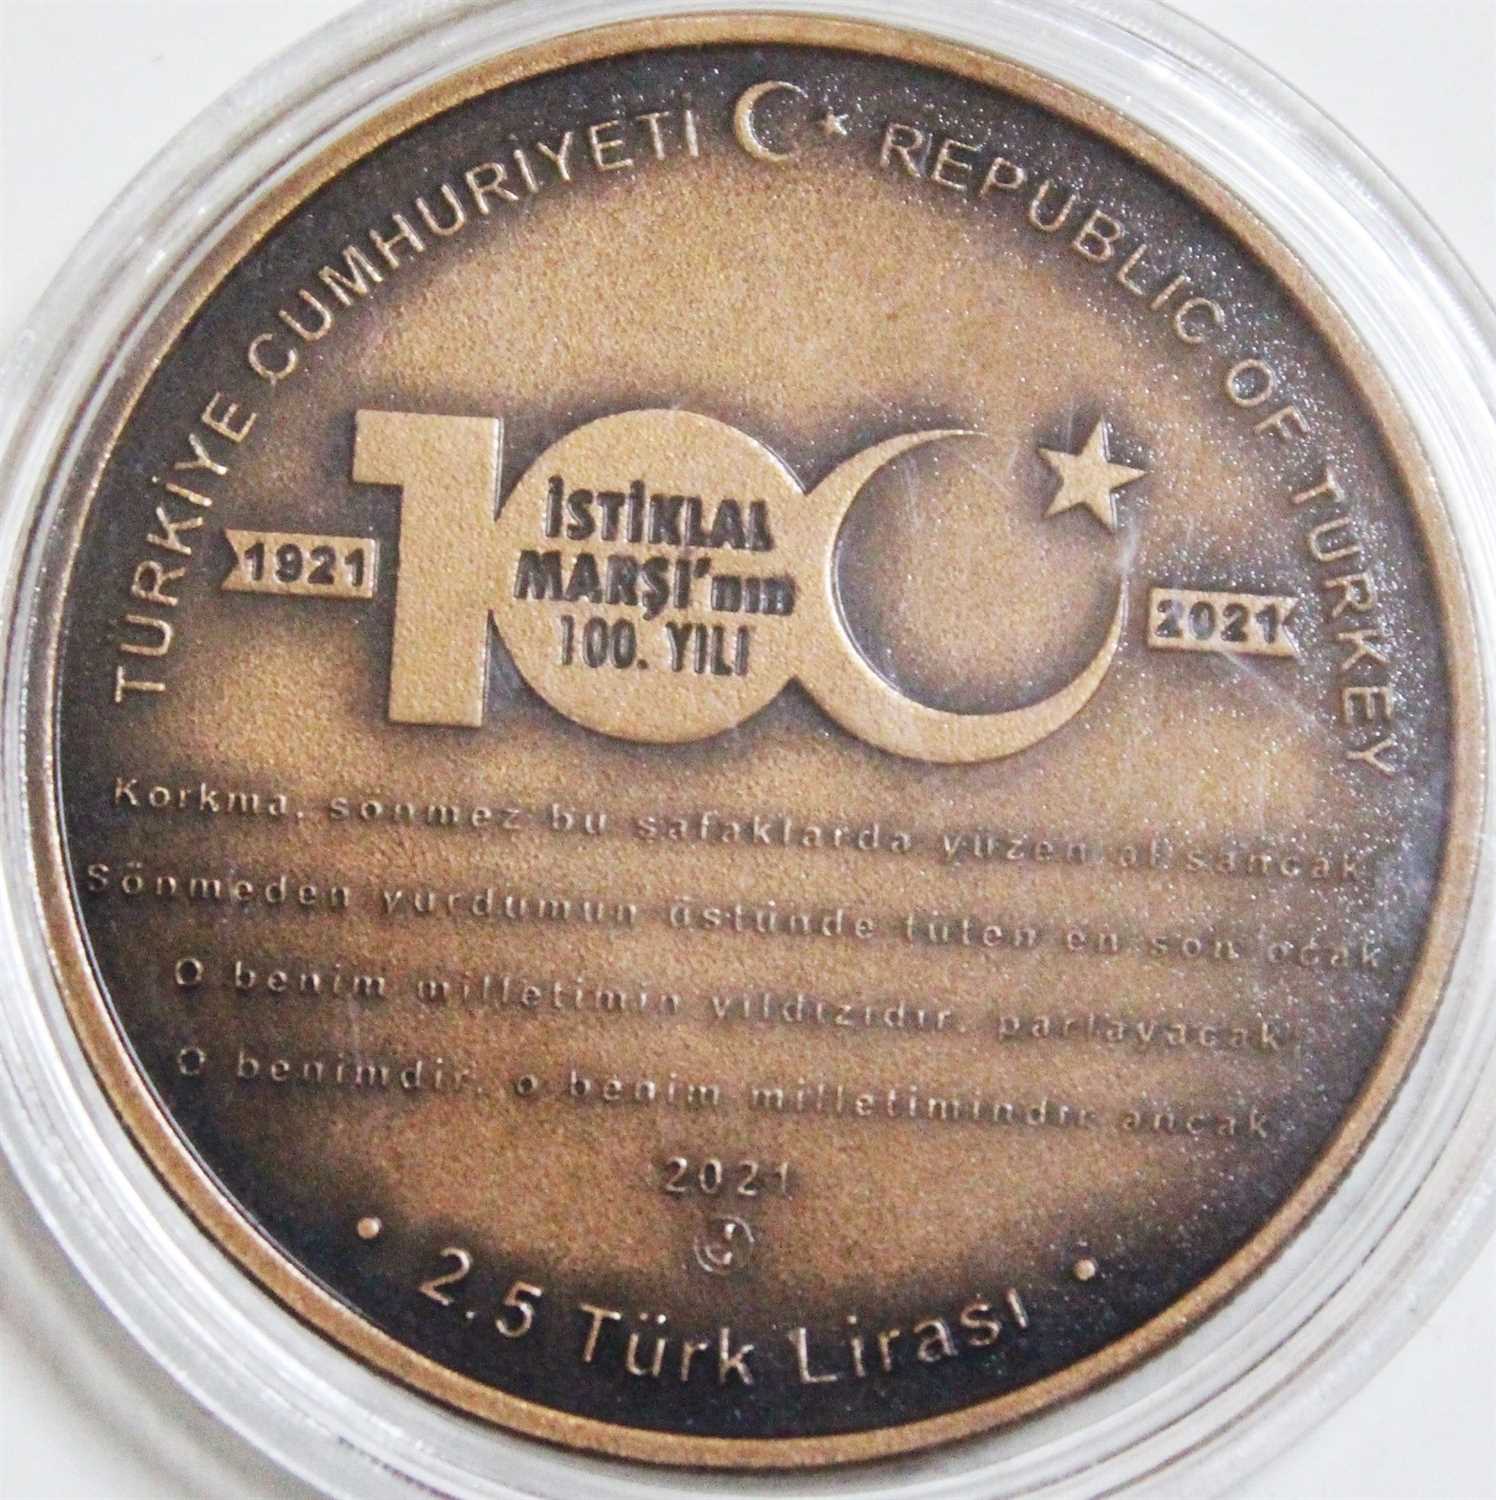 TÜRKİYE CUMHURİYETİ REPUBLIC OF TURKEY
100
İSTİKLAL
MARŞI'nın
100. YILI
1921
2021
Korkma, sönmez bu şafaklarda yüzen al sancak
Sönmeden yurdumun üstünde tüten en son ocak.
O benim milletimin yıldızıdır, parlayacak;
O benimdir, o benim milletimindir ancak
2021
• 2.5 Türk Lirası •